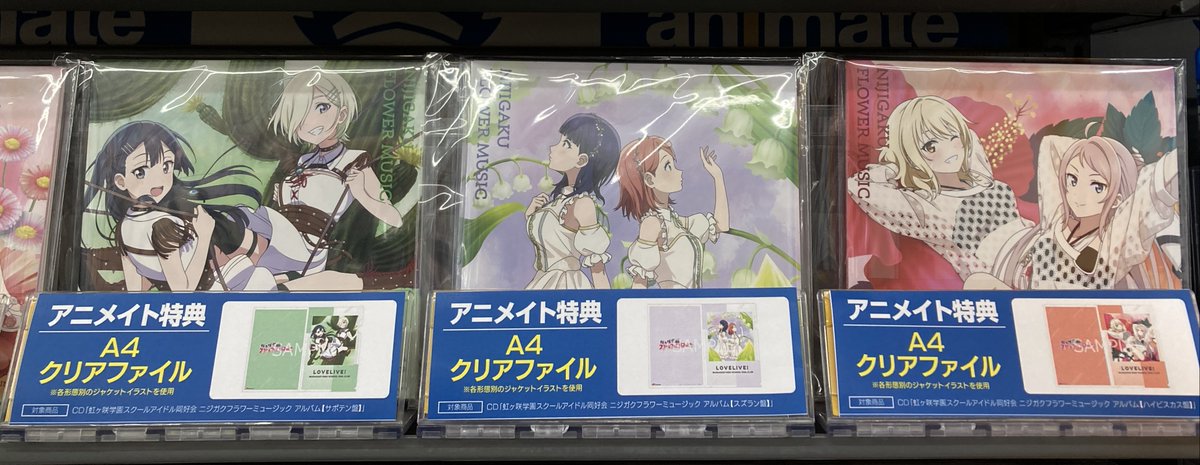 animate
animate
NIJIGAKU
FLOWER MUSIC
NIJIGAKU
FLOWER MUSIC
NIJIGAKU
FLOWER MUSIC
アニメイト特典
A4
クリアファイル
※各形態別のジャケットイラストを使用
SAMPLE
LOVELIVE!
対象商品
CD「虹ヶ咲学園スクールアイドル同好会 ニジガクフラワーミュージック アルバム【サボテン盤】」
アニメイト特典
A4
クリアファイル
※各形態別のジャケットイラストを使用
SAMPLE
LOVELIVE!
対象商品
CD「虹ヶ咲学園スクールアイドル同好会 ニジガクフラワーミュージック アルバム【スズラン盤】」
アニメイト特典
A4
クリアファイル
※各形態別のジャケットイラストを使用
SAMPLE
LOVELIVE!
対象商品
CD「虹ヶ咲学園スクールアイドル同好会 ニジガクフラワーミュージック アルバム【ハイビスカス盤】」